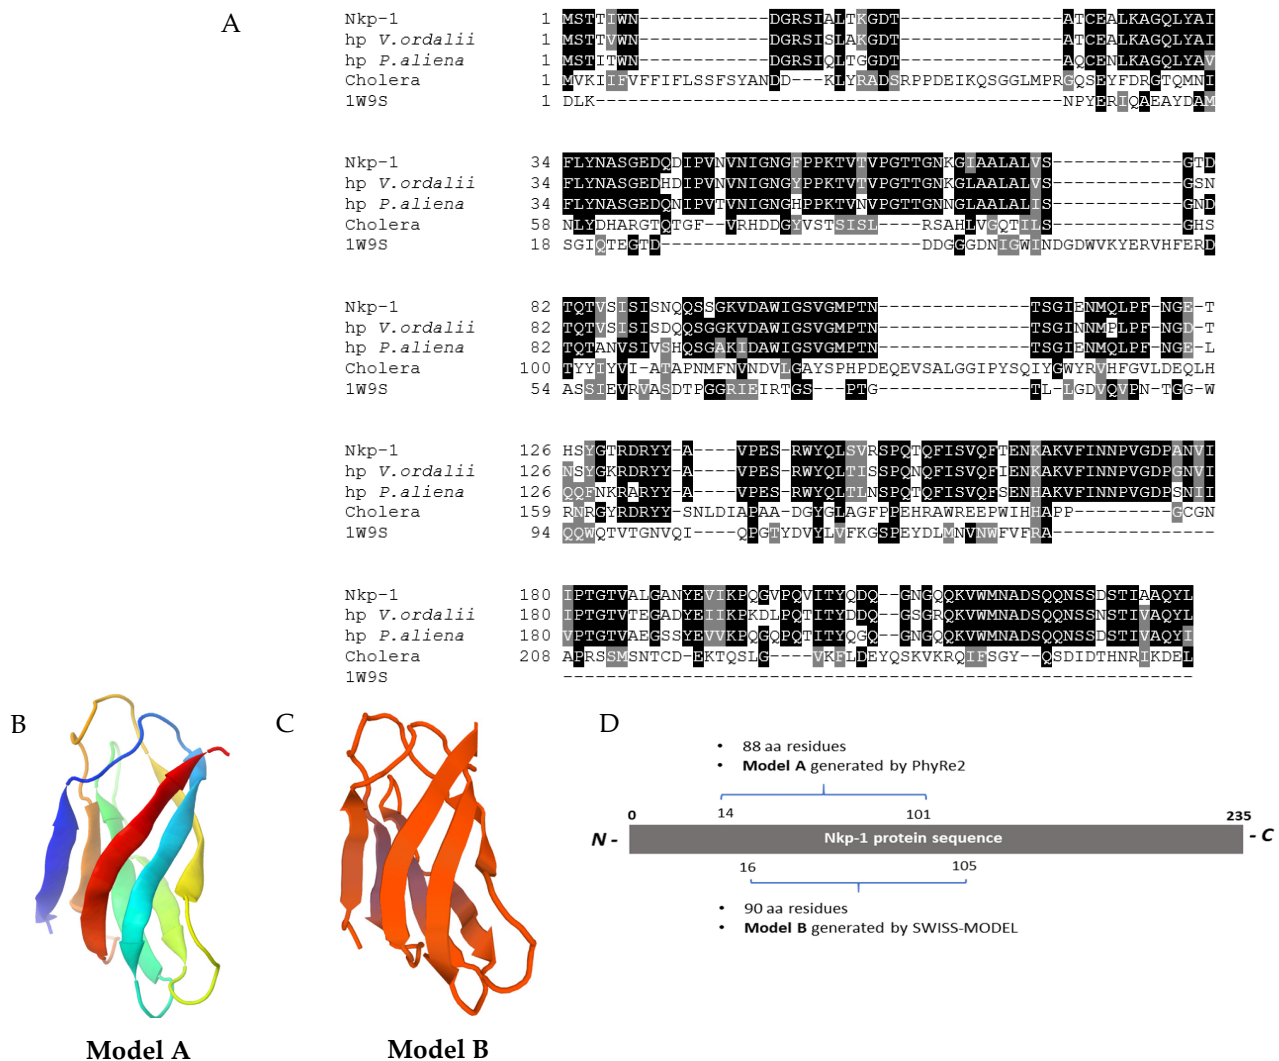 A
Nkp-1 1 MSTTIWN------------DGRSIALTKGDT---------------ATCEALKAGQLYAI
hp V.ordalii 1 MSTTVWN------------DGRSISLAKGDT---------------ATCEALKAGQLYAI
hp P.aliena 1 MSTITWN------------DGRSIQLTGGDT---------------AQCENLKAGQLYAV
Cholera 1 MVKIIFVFFIFLSSFSYANDD---KLYRADSRPPDEIKQSGGLMPRGQSEYFDRGTQMNI
1W9S 1 DLK-------------------------------------------NPYERIQAEAYDAM
Nkp-1 34 FLYNASGEDQDIPVNVNIGNGFPPKTVTVPGTTGNKGIAALALVS------------GTD
hp V.ordalii 34 FLYNASGEDHDIPVNVNIGNGYPPKTVTVPGTTGNKGLAALALVS------------GSN
hp P.aliena 34 FLYNASGEDQNIPVTVNIGNGHPPKTVNVPGTTGNNGLAALALIS------------GND
Cholera 58 NLYDHARGTQTGF--VRHDDGYVSTSISL----RSAHLVGQTILS------------GHS
1W9S 18 SGIQTEGTD------------------------DDGGGDNIGWINDGDWVKYERVHFERD
Nkp-1 82 TQTVSISISNQQSSGKVDAWIGSVGMPTN--------------TSGIENMQLPF-NGE-T
hp V.ordalii 82 TQTVSISISDQQSGGKVDAWIGSVGMPTN--------------TSGINNMPLPF-NGD-T
hp P.aliena 82 TQTANVSIVSHQSGAKIDAWIGSVGMPTN--------------TSGIENMQLPF-NGE-L
Cholera 100 TYYIYVI-ATAPNMFNVNDVLGAYSPHPDEQEVSALGGIPYSQIYGWYRVHFGVLDEQLH
1W9S 54 ASSIEVRVASDTPGGRIEIRTGS---PTG--------------TL-LGDVQVPN-TGG-W
Nkp-1 126 HSYGTRDRYY-A----VPES-RWYQLSVRSPQTQFISVQFTENKAKVFINNPVGDPANVI
hp V.ordalii 126 NSYGKRDRYY-A----VPES-RWYQLTISSPQNQFISVQFIENKAKVFINNPVGDPGNVI
hp P.aliena 126 QQFNKRARYY-A----VPES-RWYQLTLNSPQTQFISVQFSENHAKVFINNPVGDPSNII
Cholera 159 RNRGYRDRYY-SNLDIAPAA-DGYGLAGFPPEHRAWREEPWIHHAPP---------GCGN
1W9S 94 QQWQTVTGNVQI----QPGTYDVYLVFKGSPEYDLMNVNWFVFRA---------------
Nkp-1 180 IPTGTVALGANYEVIKPQGVPQVITYQDQ--GNGQQKVWMNADSQQNSSDSTIAAQYL
hp V.ordalii 180 IPTGTVTEGADYEIIKPKDLPQTITYDDQ--GSGRQKVWMNADSQQNSSNSTIVAQYL
hp P.aliena 180 VPTGTVAEGSSYEVVKPQGQPQTITYQGQ--GNGQQKVWMNADSQQNSSDSTIVAQYI
Cholera 208 APRSSMSNTCD-EKTQSLG----VKFLDEYQSKVKRQIFSGY--QSDIDTHNRIKDEL
1W9S ----------------------------------------------------------
B
C
D
• 88 aa residues
• Model A generated by PhyRe2
14 101
0 235
N - Nkp-1 protein sequence - C
16 105
• 90 aa residues
• Model B generated by SWISS-MODEL
Model A
Model B